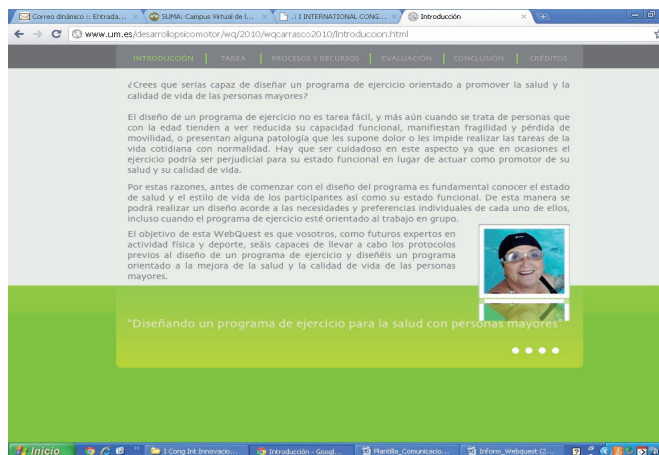 Correo dinámico :: Entrada...
SUMA: Campus Virtual de l...
.: I INTERNATIONAL CONG...
Introducción
www.um.es/desarrollopsicomotor/wq/2010/wqcarrasco2010/Introduccion.html
INTRODUCCIÓN | TAREA | PROCESOS Y RECURSOS | EVALUACIÓN | CONCLUSIÓN | CRÉDITOS
¿Crees que serías capaz de diseñar un programa de ejercicio orientado a promover la salud y la
calidad de vida de las personas mayores?
El diseño de un programa de ejercicio no es tarea fácil, y más aún cuando se trata de personas que
con la edad tienden a ver reducida su capacidad funcional, manifiestan fragilidad y pérdida de
movilidad, o presentan alguna patología que les supone dolor o les impide realizar las tareas de la
vida cotidiana con normalidad. Hay que ser cuidadoso en este aspecto ya que en ocasiones el
ejercicio podría ser perjudicial para su estado funcional en lugar de actuar como promotor de su
salud y su calidad de vida.
Por estas razones, antes de comenzar con el diseño del programa es fundamental conocer el estado
de salud y el estilo de vida de los participantes así como su estado funcional. De esta manera se
podrá realizar un diseño acorde a las necesidades y preferencias individuales de cada uno de ellos,
incluso cuando el programa de ejercicio esté orientado al trabajo en grupo.
El objetivo de esta WebQuest es que vosotros, como futuros expertos en
actividad física y deporte, seáis capaces de llevar a cabo los protocolos
previos al diseño de un programa de ejercicio y diseñéis un programa
orientado a la mejora de la salud y la calidad de vida de las personas
mayores.
"Diseñando un programa de ejercicio para la salud con personas mayores"
Inicio
I Cong Int Innovacio...
Introducción - Googl...
Plantilla_Comunicacio...
Inform_Webquest (2...